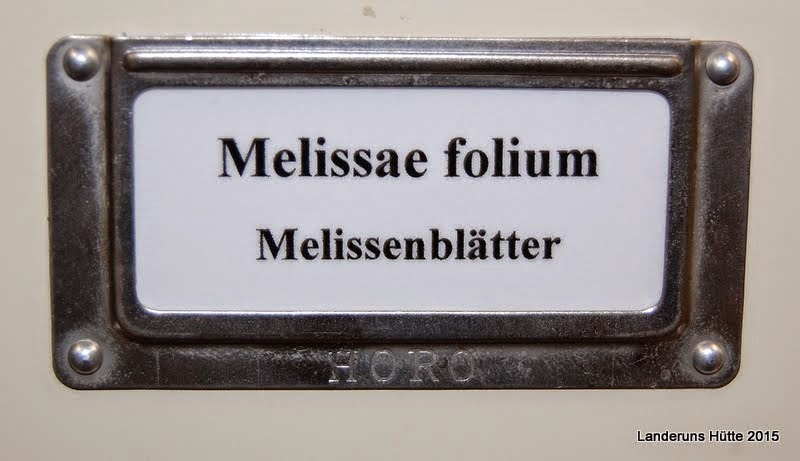 Melissae folium
Melissenblätter
HORO
Landeruns Hütte 2015